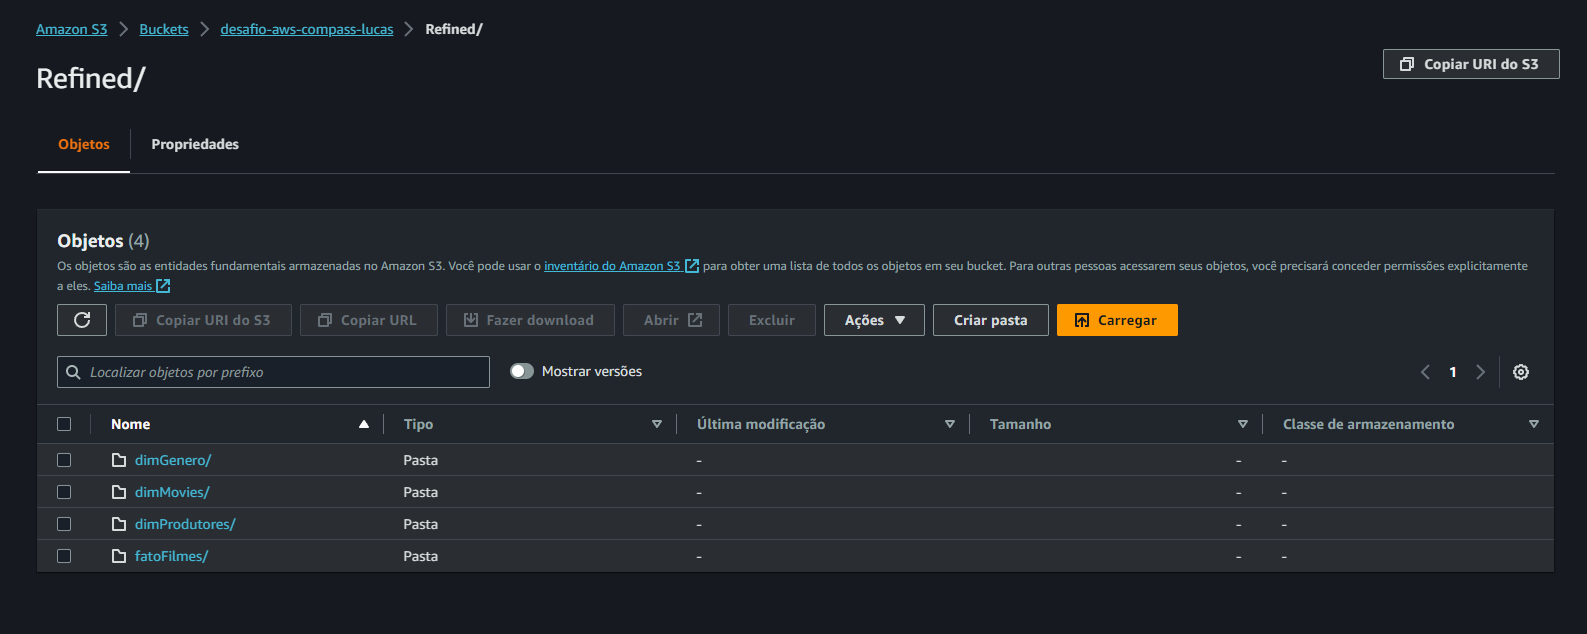 Amazon S3 > Buckets > desafio-aws-compass-lucas > Refined/
Copiar URI do S3
Refined/
Objetos Propriedades
Objetos (4)
Os objetos são as entidades fundamentais armazenadas no Amazon S3. Você pode usar o inventário do Amazon S3 para obter uma lista de todos os objetos em seu bucket. Para outras pessoas acessarem seus objetos, você precisará conceder permissões explicitamente
a eles. Saiba mais
Copiar URI do S3 Copiar URL Fazer download Abrir Excluir Ações Criar pasta Carregar
Localizar objetos por prefixo Mostrar versões 1
Nome Tipo Última modificação Tamanho Classe de armazenamento
dimGenero/ Pasta - - -
dimMovies/ Pasta - - -
dimProdutores/ Pasta - - -
fatoFilmes/ Pasta - - -